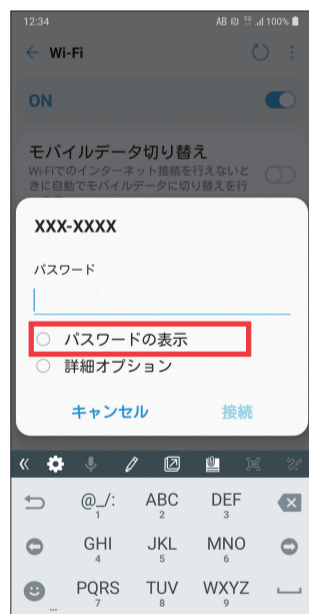 12:34 AB 100%
Wi-Fi
ON
モバイルデータ切り替え
Wi-Fiでのインターネット接続を行えないと
きに自動でモバイルデータに切り替えを行
XXX-XXXX
パスワード
パスワードの表示
詳細オプション
キャンセル 接続
@_/: ABC DEF
1 2 3
GHI JKL MNO
4 5 6
PQRS TUV WXYZ
... 7 8 9